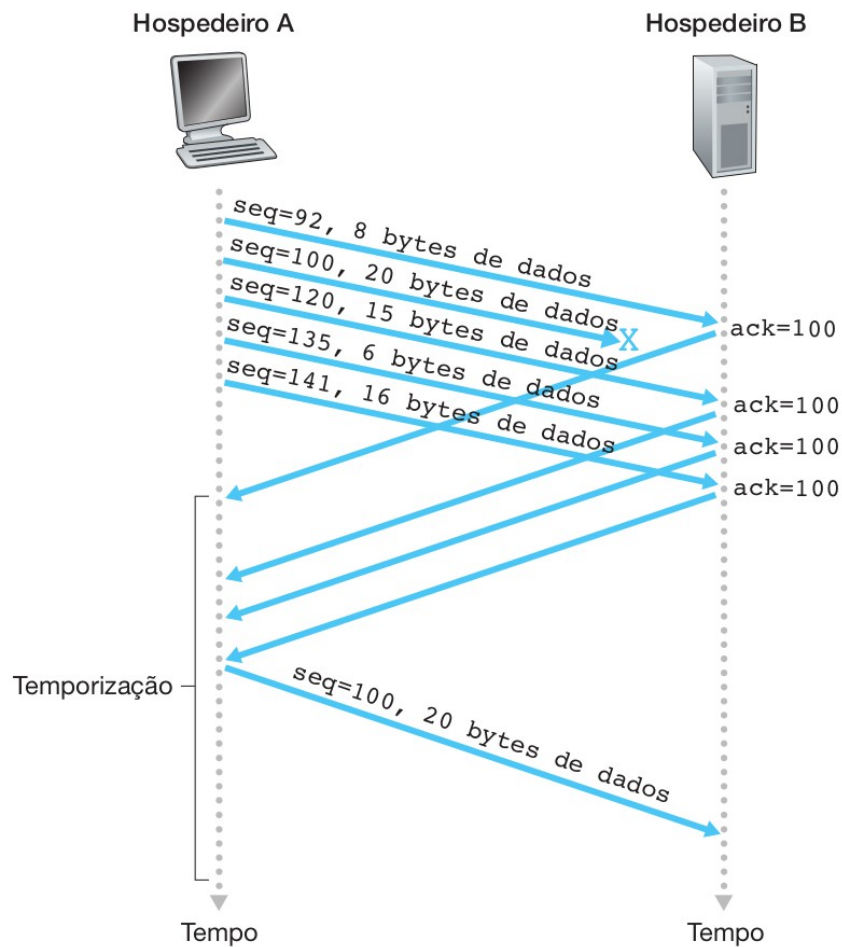 Hospedeiro A
Hospedeiro B
seq=92, 8 bytes de dados
seq=100, 20 bytes de dados
seq=120, 15 bytes de dados
seq=135, 6 bytes de dados
seq=141, 16 bytes de dados
X
ack=100
ack=100
ack=100
ack=100
Temporização
seq=100, 20 bytes de dados
Tempo
Tempo